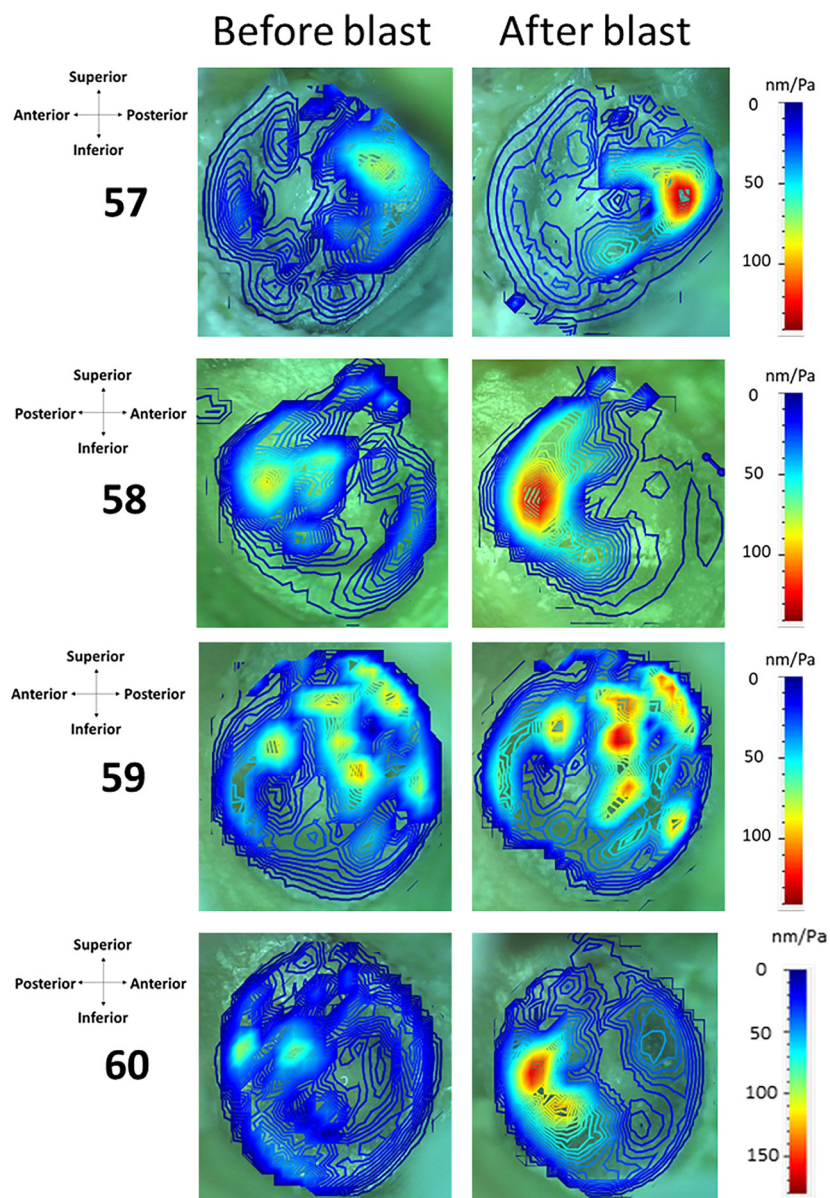 Before blast After blast
Superior
Anterior Posterior
Inferior
57
nm/Pa
0
50
100
Superior
Posterior Anterior
Inferior
58
nm/Pa
0
50
100
Superior
Anterior Posterior
Inferior
59
nm/Pa
0
50
100
Superior
Posterior Anterior
Inferior
60
nm/Pa
0
50
100
150